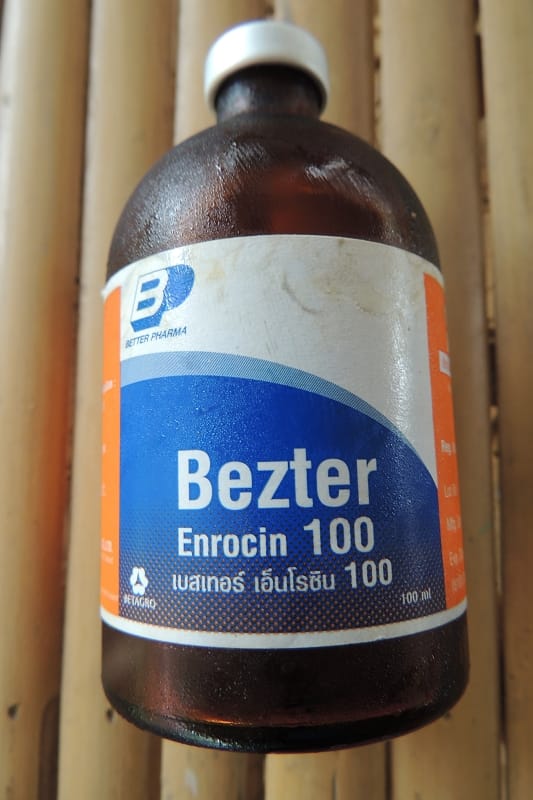 B
BETTER PHARMA
Bezter
Enrocin 100
เบสเทอร์ เอ็นโรซิน 100
BETAGRO
100 ml